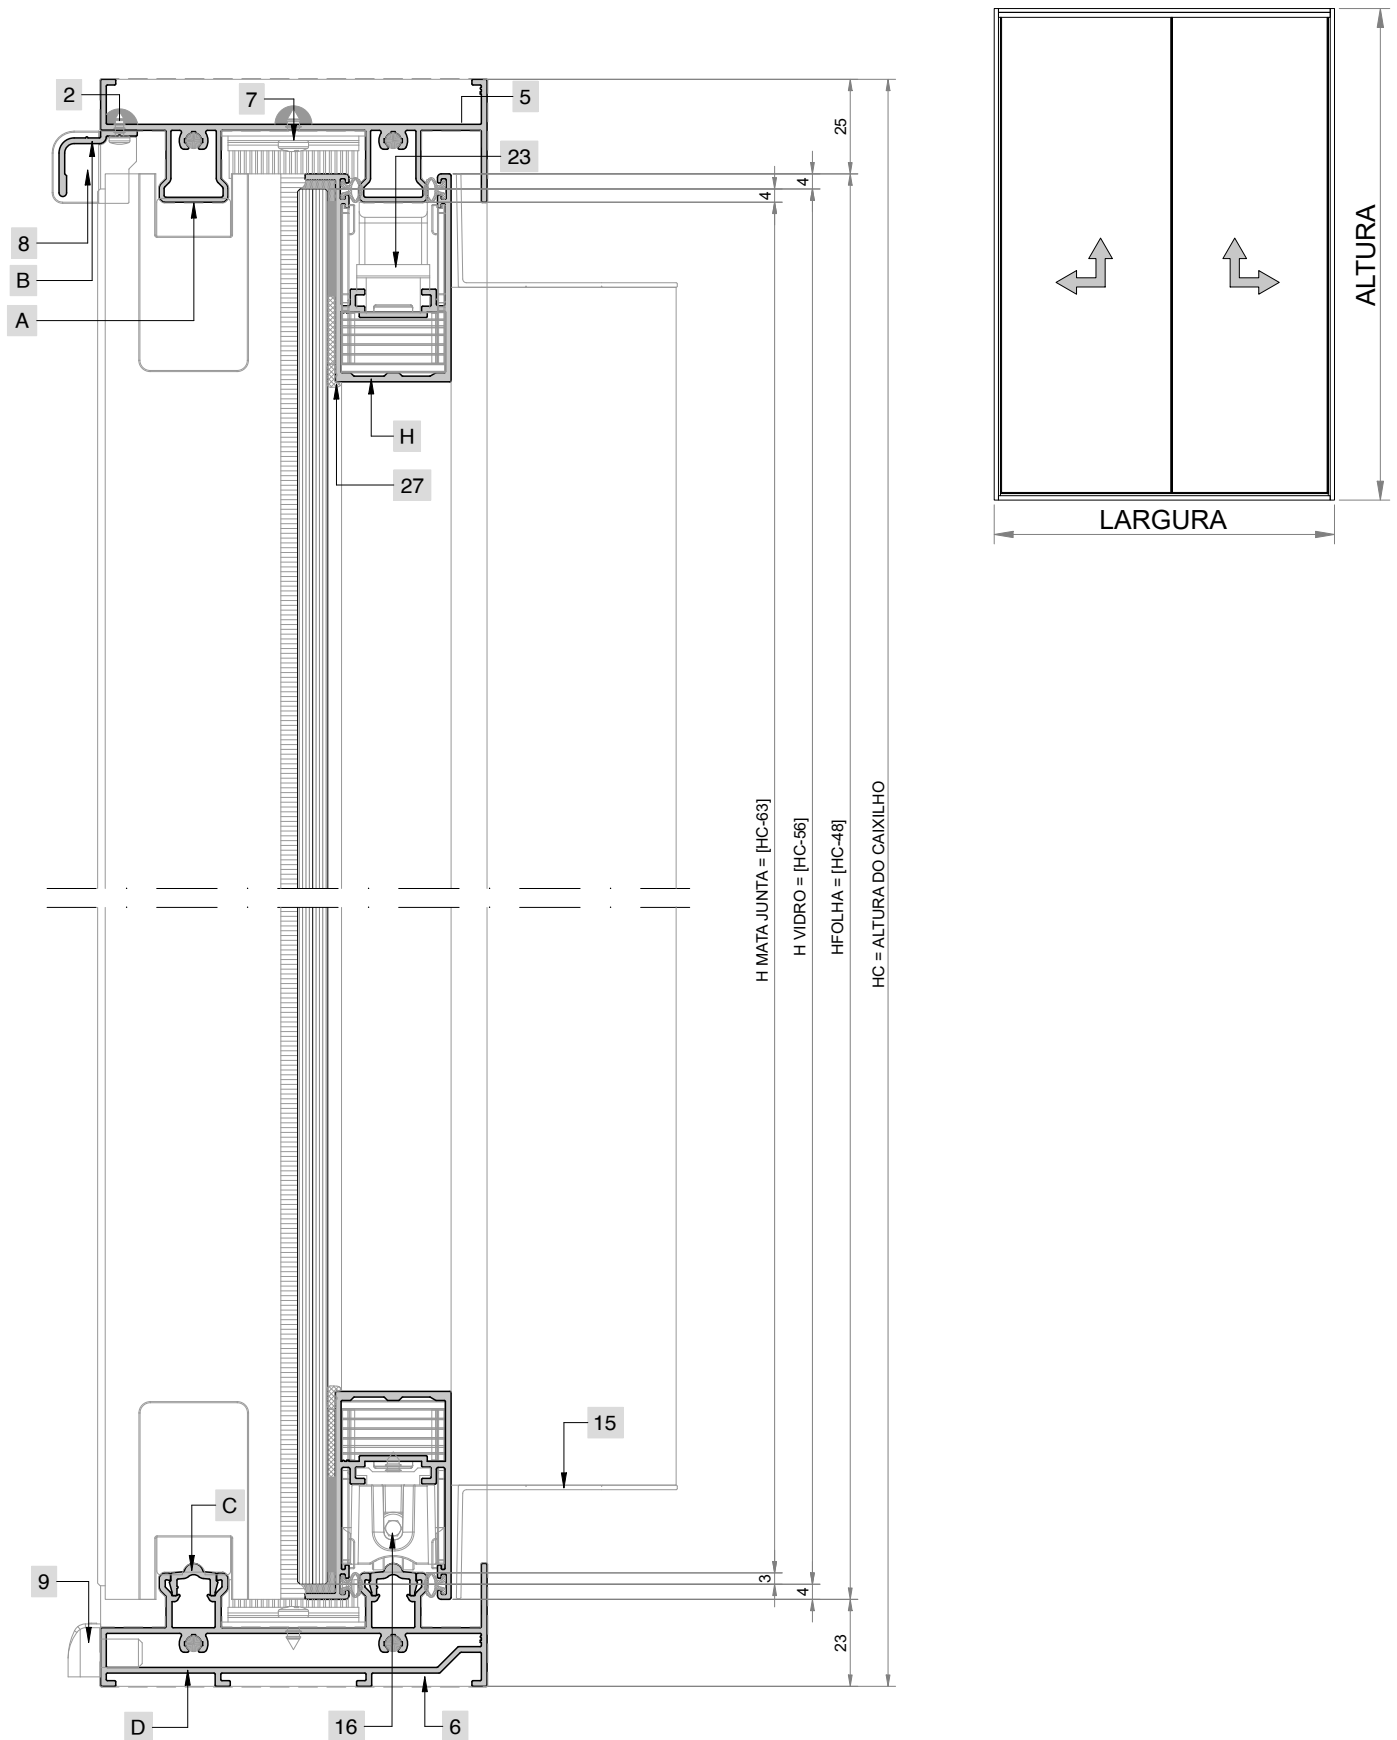 2
7
5
23
8
B
A
H
27
25
4
4
H MATA JUNTA = [HC-63]
H VIDRO = [HC-56]
HFOLHA = [HC-48]
HC = ALTURA DO CAIXILHO
15
C
9
3
4
23
D
16
6
ALTURA
LARGURA